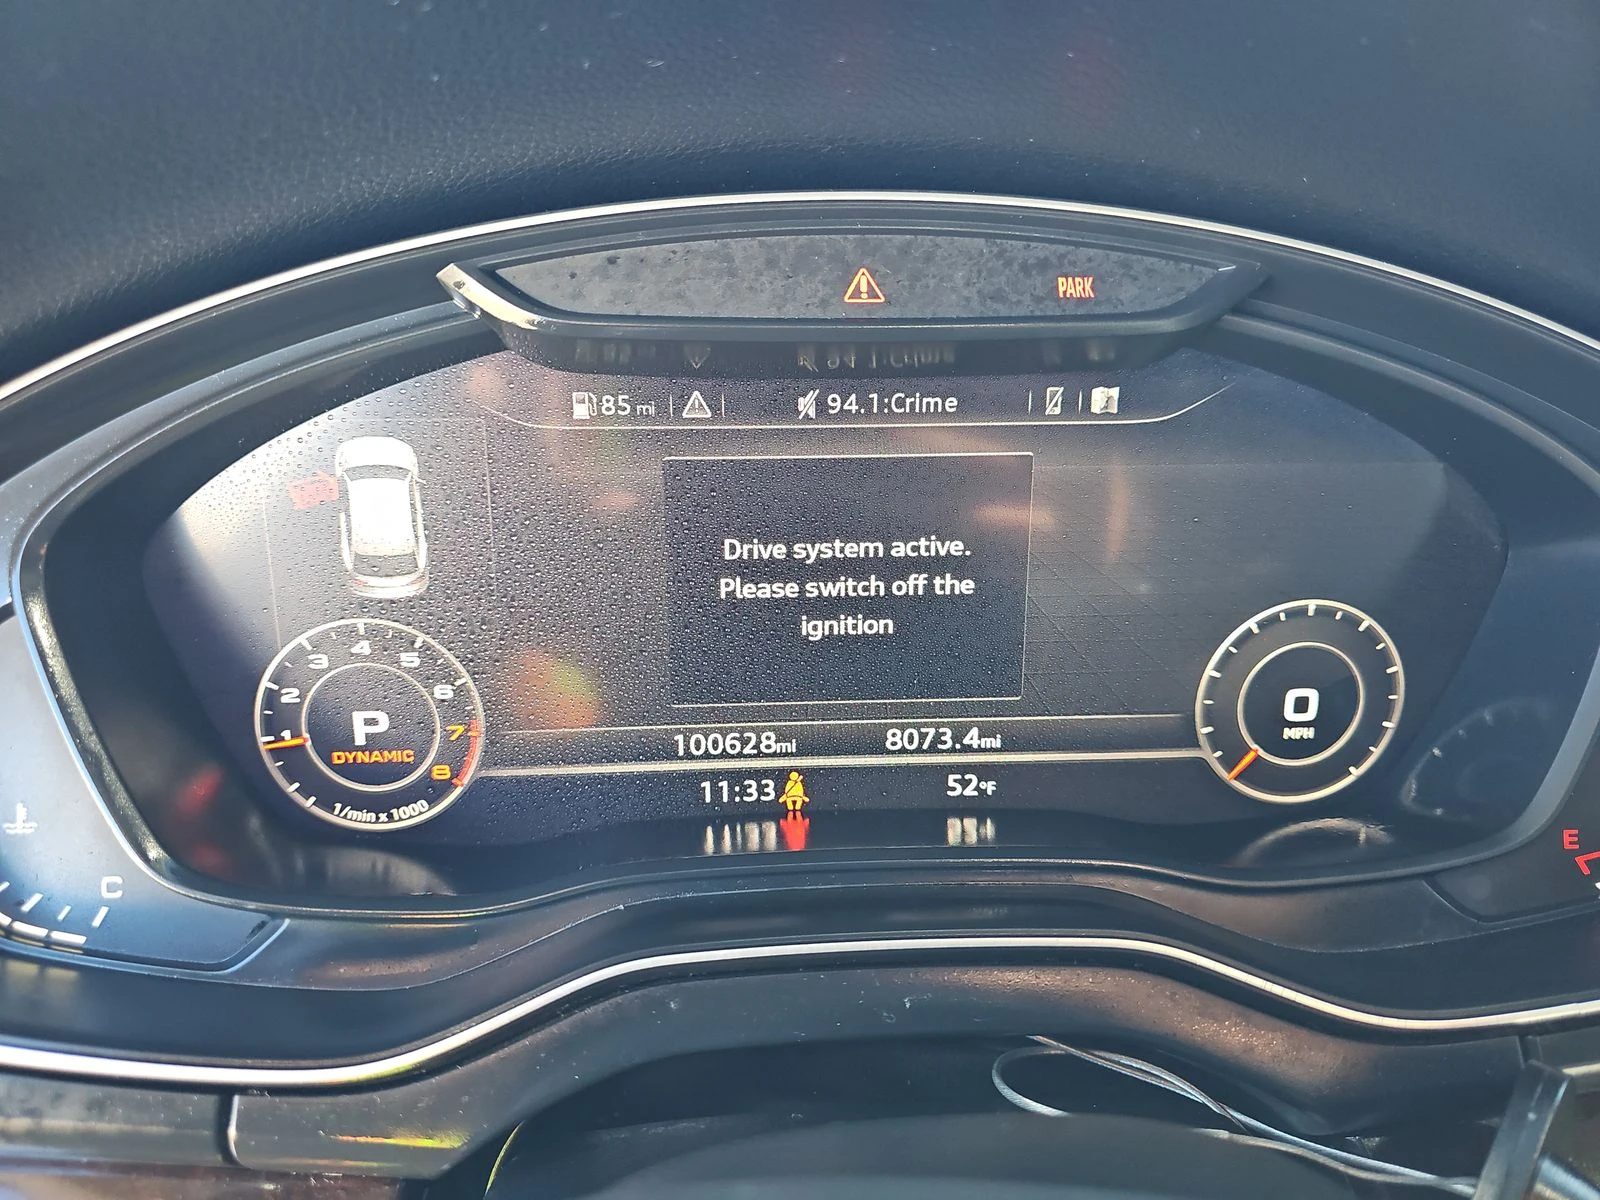 PARK
85 mi
94.1:Crime
Drive system active.
Please switch off the
ignition
1 2 3 4 5 6 7 8
P
DYNAMIC
1/min x 1000
0
MPH
100628mi
8073.4mi
11:33
52°F
C
E